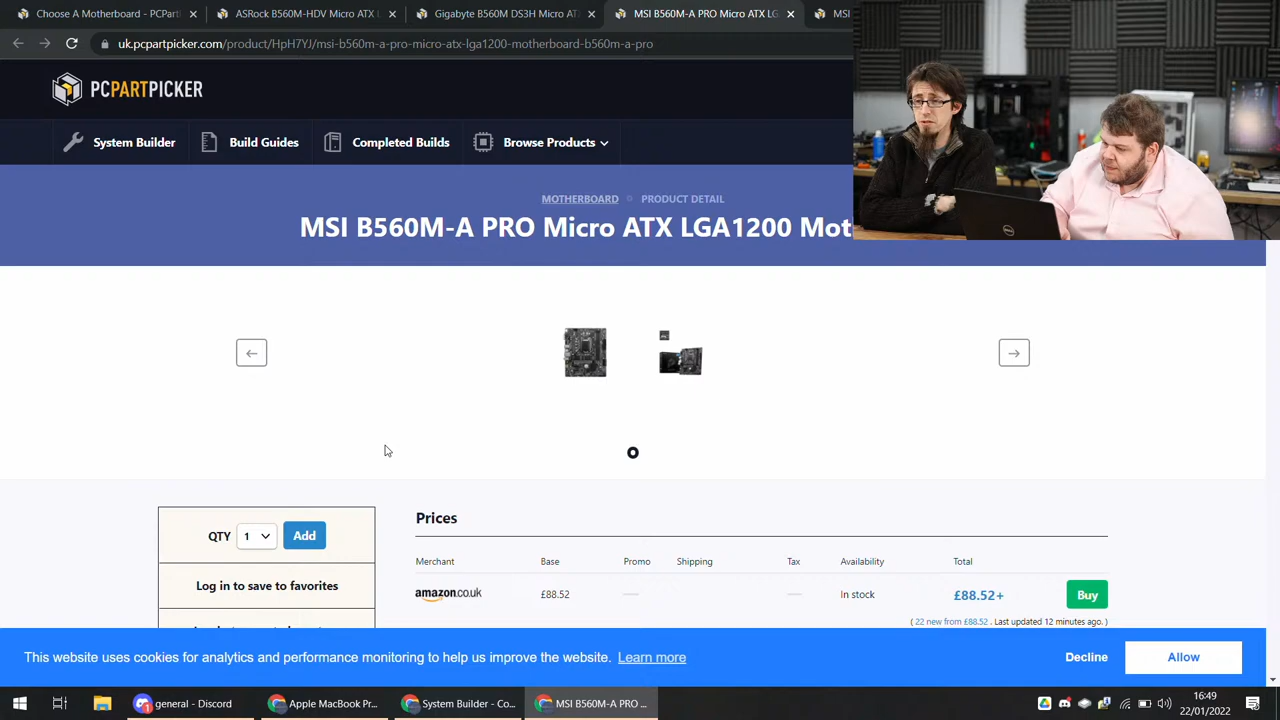 Choose A Motherboard - PcPart
ASRock B560M-HDV Micro ATX L
Gigabyte B560M DS3H Micro AT
MSI B560M-A PRO Micro ATX LG
MSI
uk.pcpartpicker.com/product/HpH7YJ/msi-b560m-a-pro-micro-atx-lga1200-motherboard-b560m-a-pro
PCPARTPICKER
System Builder
Build Guides
Completed Builds
Browse Products
MOTHERBOARD
PRODUCT DETAIL
MSI B560M-A PRO Micro ATX LGA1200 Mot
QTY 1 Add
Log in to save to favorites
Prices
Merchant Base Promo Shipping Tax Availability Total
amazon.co.uk £88.52 In stock £88.52+ Buy
( 22 new from £88.52 . Last updated 12 minutes ago. )
This website uses cookies for analytics and performance monitoring to help us improve the website. Learn more
Decline
Allow
general - Discord
Apple M
System Builder - Co...
MSI B560M-A PRO ...
16:49
22/01/2022